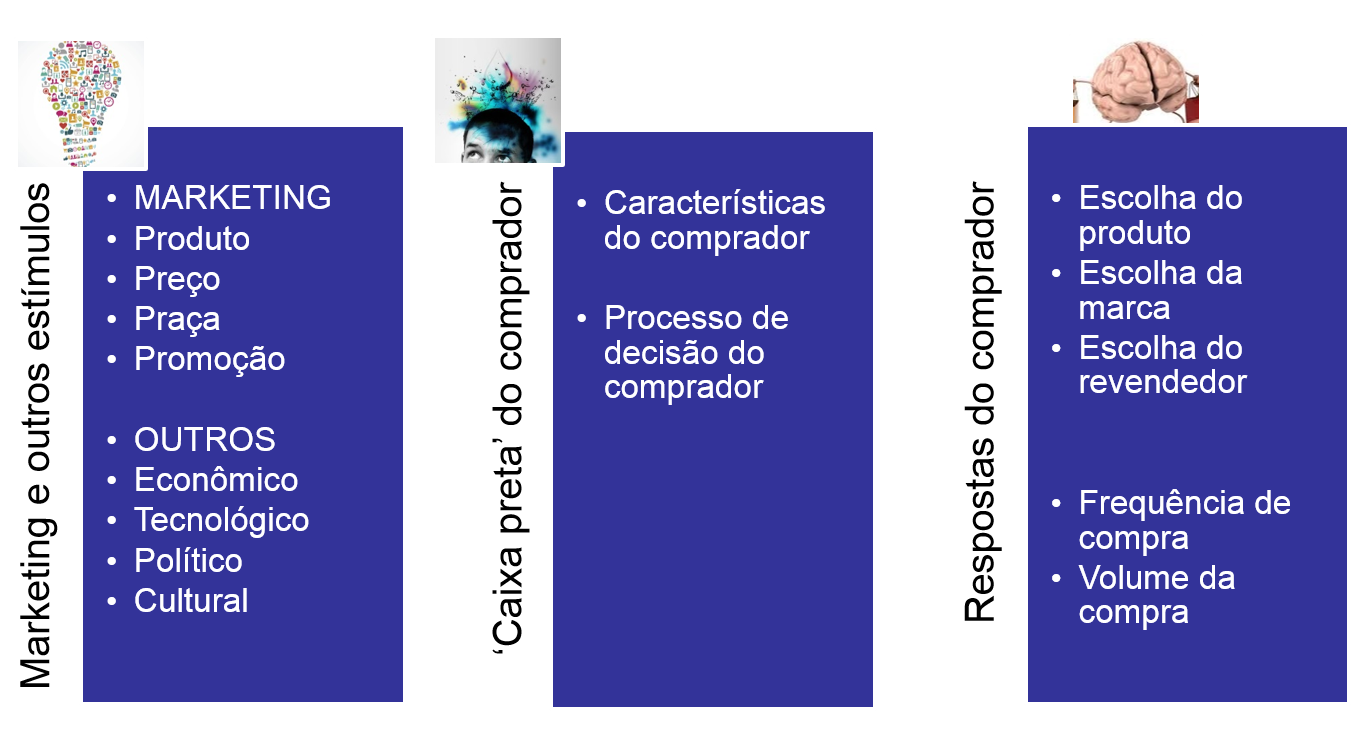 Marketing e outros estímulos
• MARKETING
• Produto
• Preço
• Praça
• Promoção
• OUTROS
• Econômico
• Tecnológico
• Político
• Cultural
‘Caixa preta’ do comprador
• Características
do comprador
• Processo de
decisão do
comprador
Respostas do comprador
• Escolha do
produto
• Escolha da
marca
• Escolha do
revendedor
• Frequência de
compra
• Volume da
compra